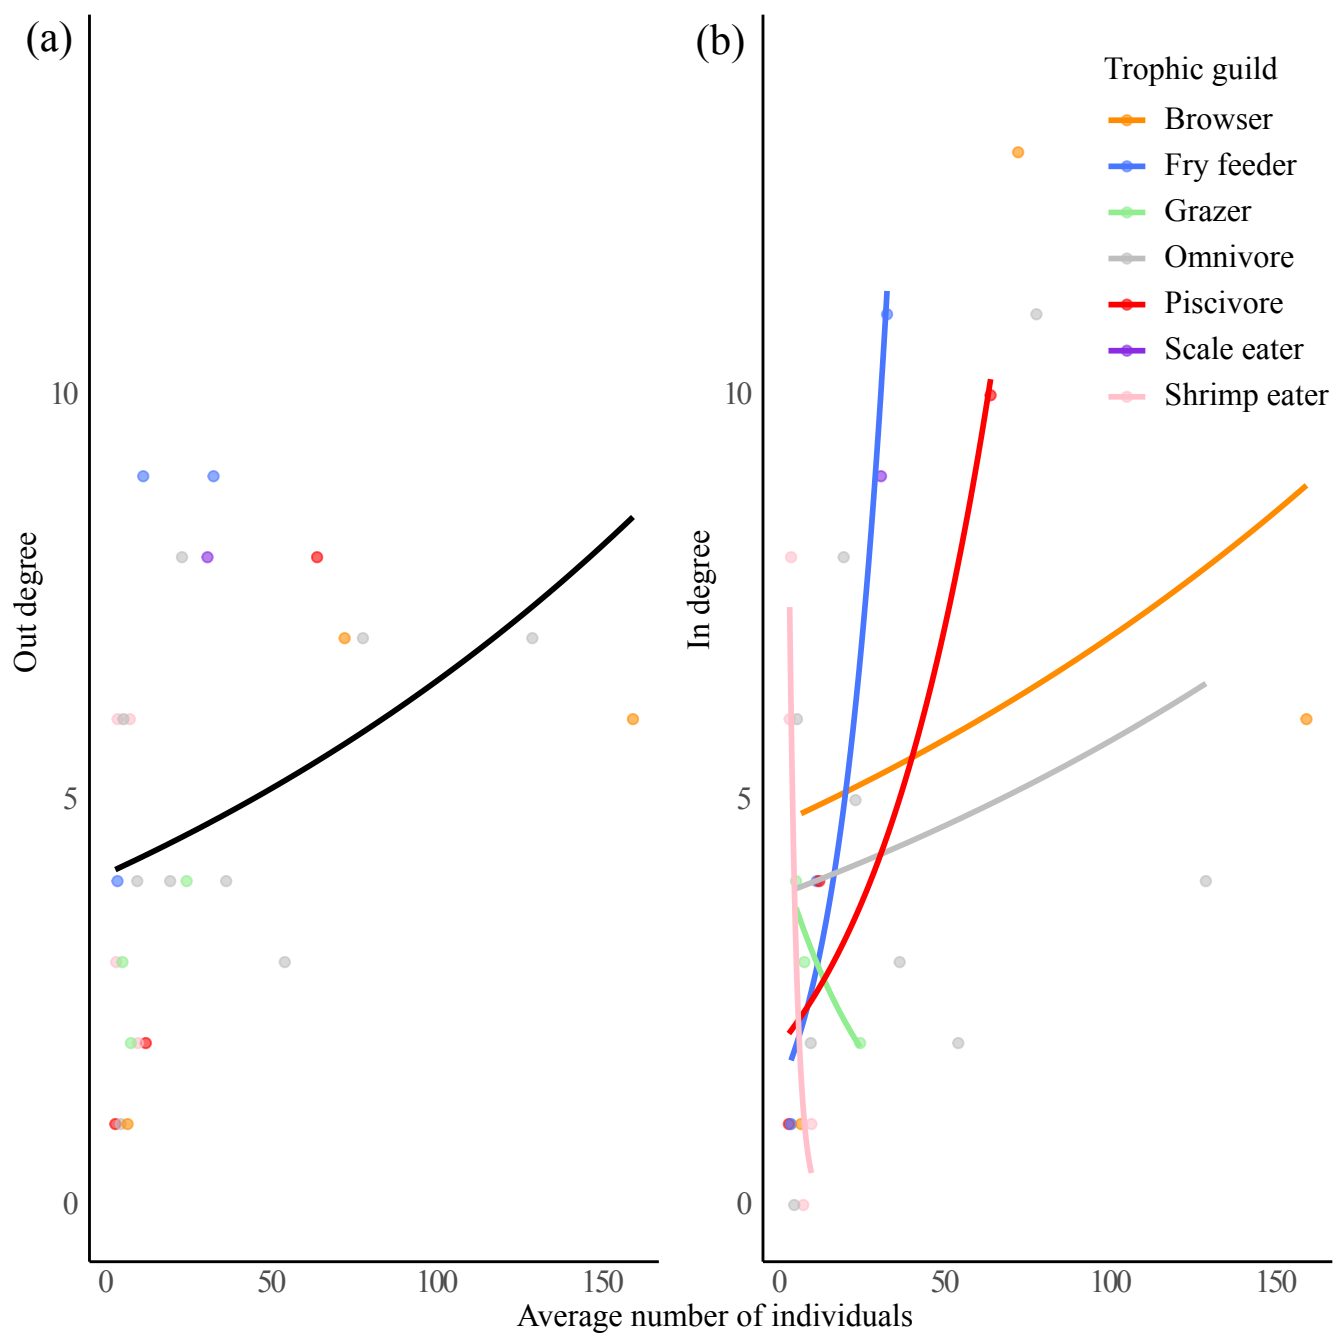 (a)
(b)
Trophic guild
Browser
Fry feeder
Grazer
Omnivore
Piscivore
Scale eater
Shrimp eater
Out degree
10
5
0
0
50
100
150
In degree
10
5
0
0
50
100
150
Average number of individuals